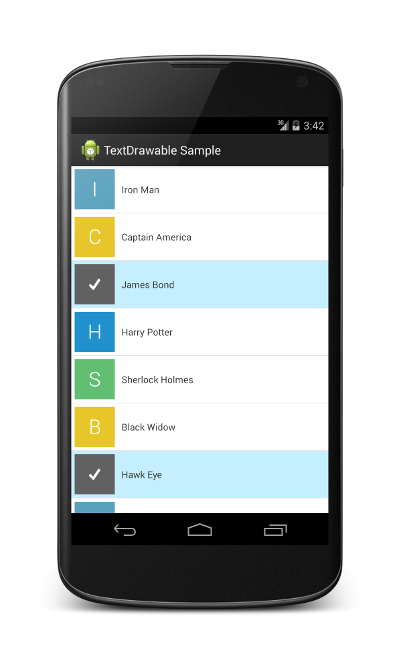 3G 3:42
TextDrawable Sample
I Iron Man
C Captain America
James Bond
H Harry Potter
S Sherlock Holmes
B Black Widow
Hawk Eye